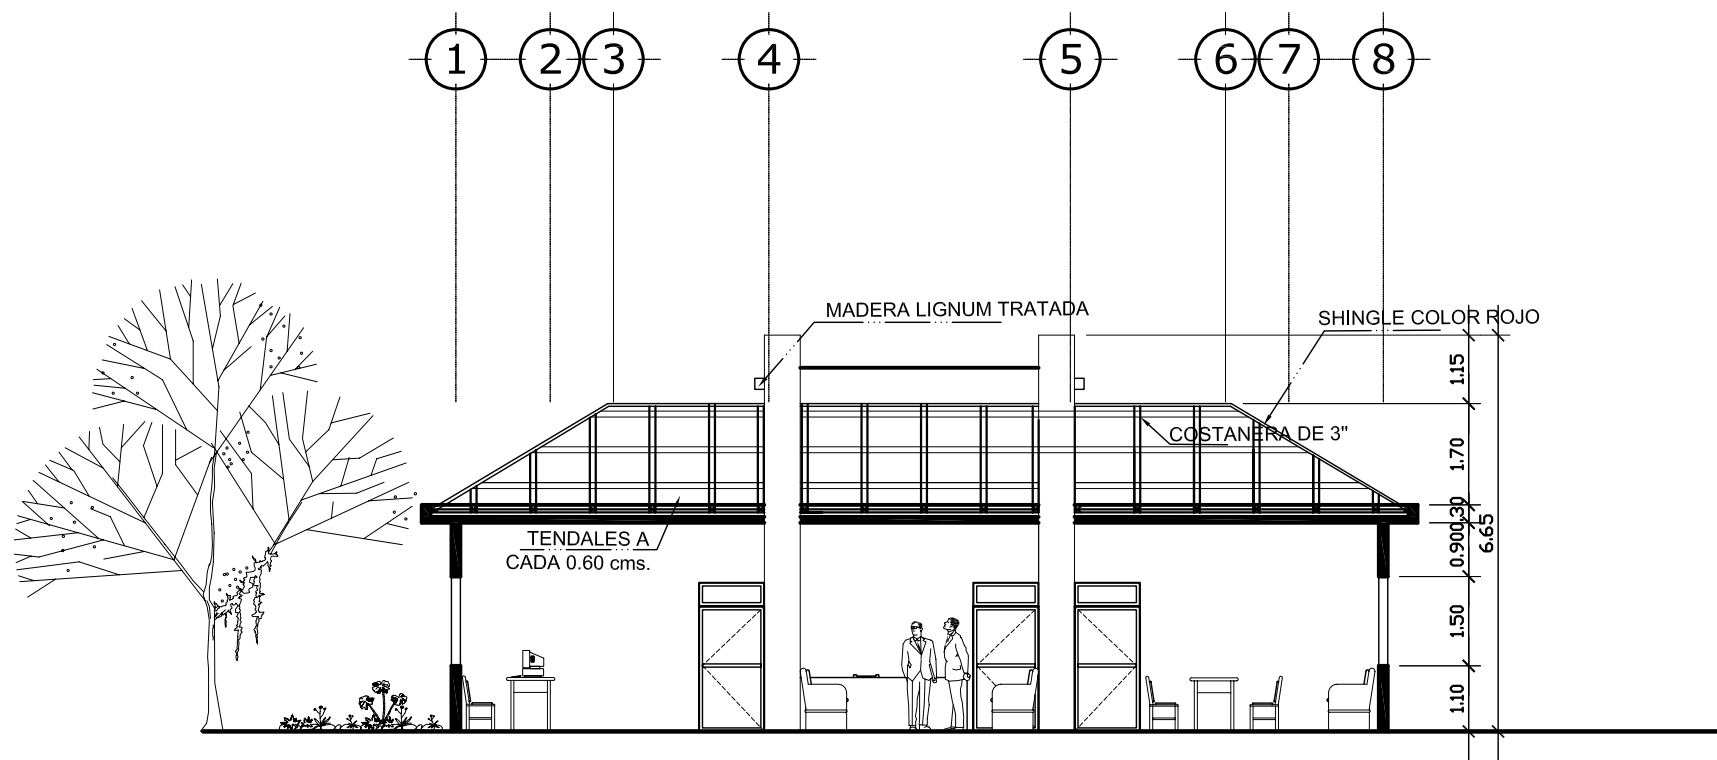 1 2 3 4 5 6 7 8
MADERA LIGNUM TRATADA
SHINGLE COLOR ROJO
COSTANERA DE 3"
TENDALES A
CADA 0.60 cms.
1.15
1.70
0.30
0.90
6.65
1.50
1.10